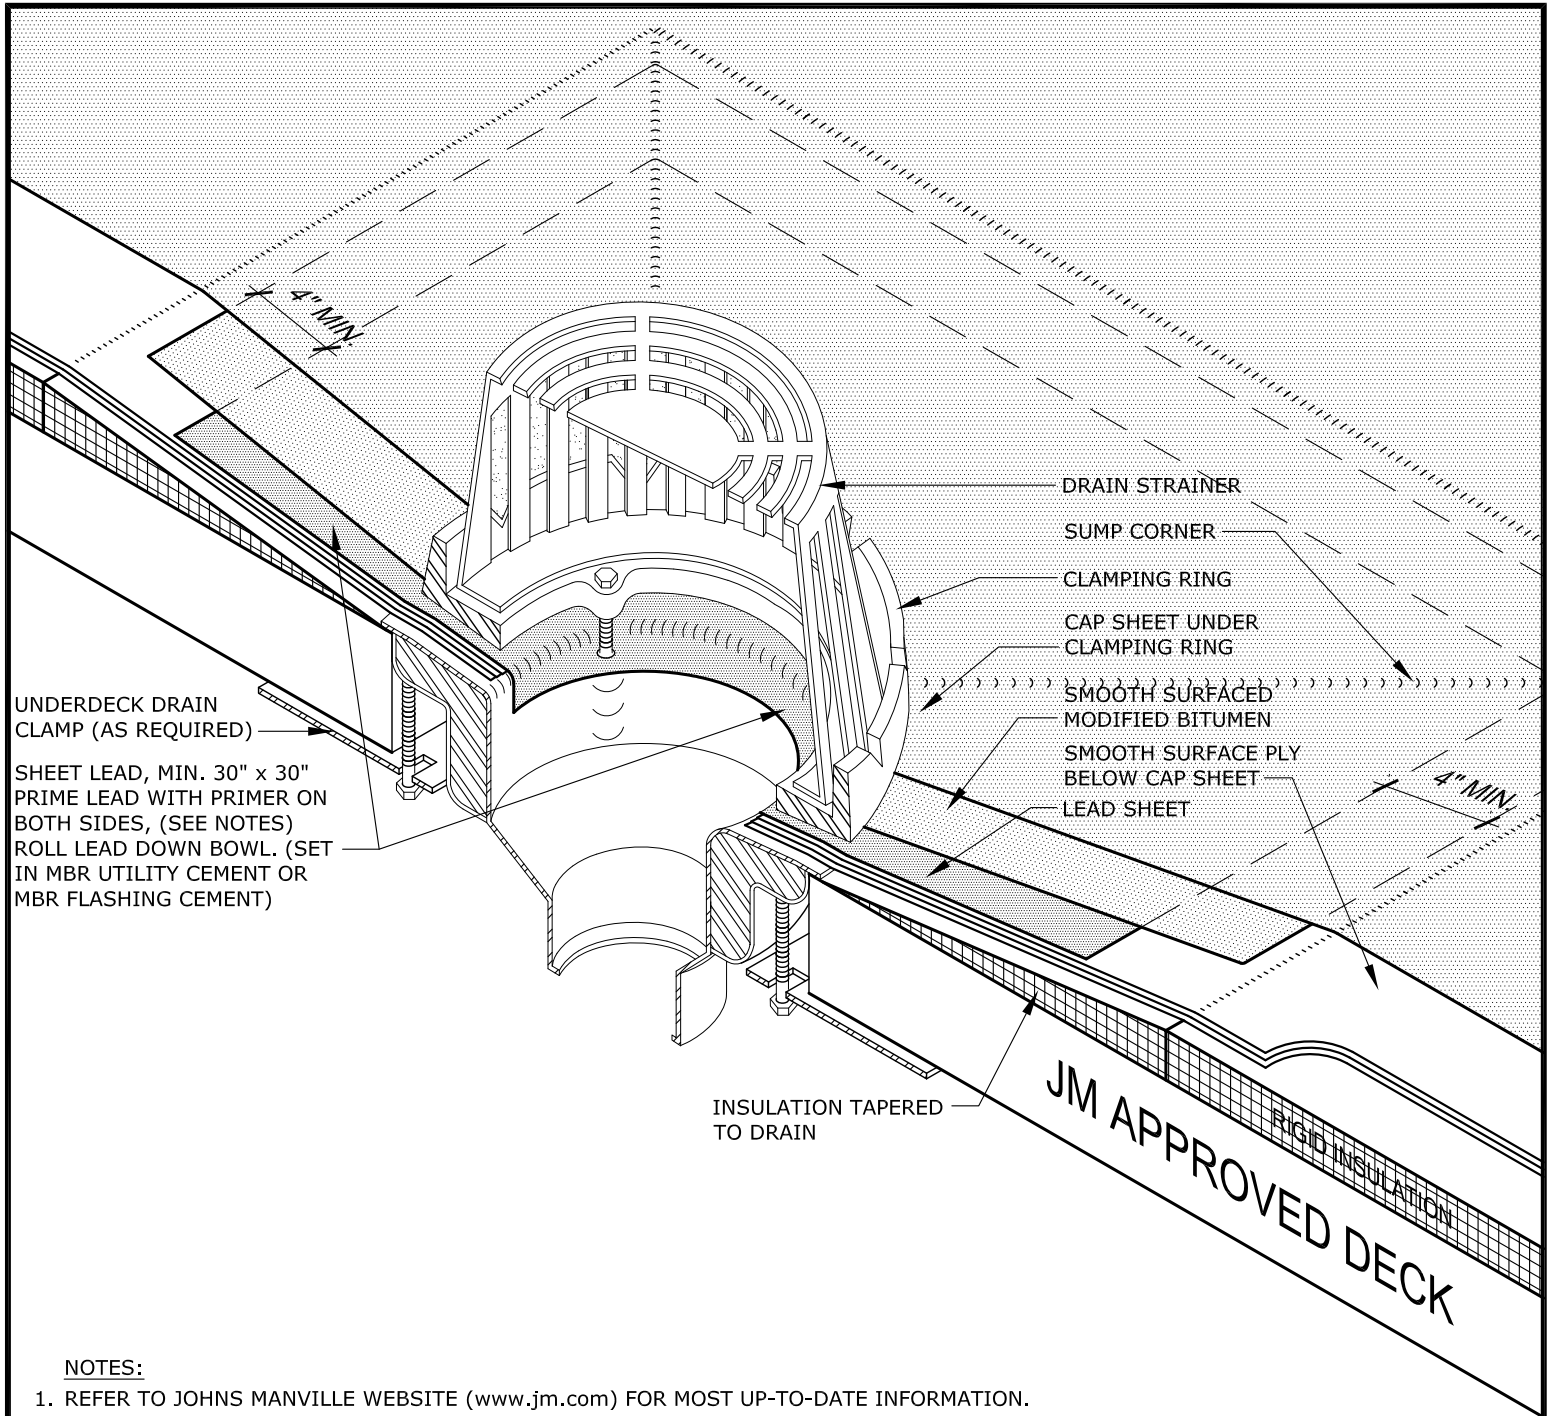 4" MIN.
DRAIN STRAINER
SUMP CORNER
CLAMPING RING
CAP SHEET UNDER
CLAMPING RING
SMOOTH SURFACED
MODIFIED BITUMEN
SMOOTH SURFACE PLY
BELOW CAP SHEET
LEAD SHEET
4" MIN.
UNDERDECK DRAIN
CLAMP (AS REQUIRED)
SHEET LEAD, MIN. 30" x 30"
PRIME LEAD WITH PRIMER ON
BOTH SIDES, (SEE NOTES)
ROLL LEAD DOWN BOWL. (SET
IN MBR UTILITY CEMENT OR
MBR FLASHING CEMENT)
INSULATION TAPERED
TO DRAIN
RIGID INSULATION
JM APPROVED DECK
NOTES:
1. REFER TO JOHNS MANVILLE WEBSITE (www.jm.com) FOR MOST UP-TO-DATE INFORMATION.